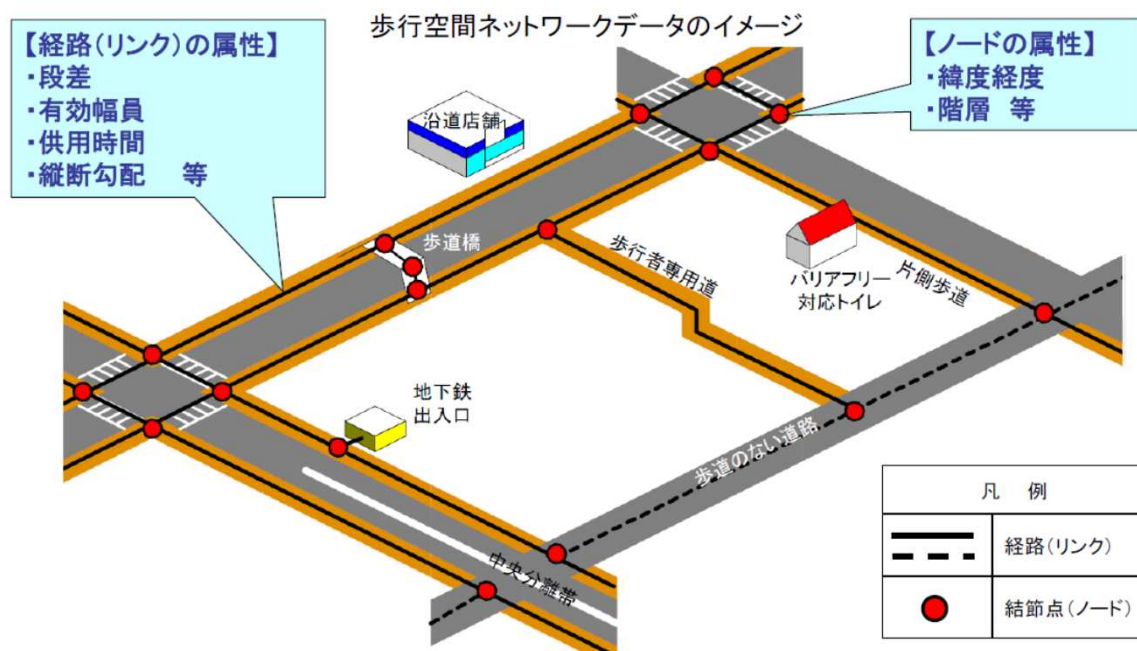 歩行空間ネットワークデータのイメージ
【経路(リンク)の属性】
・段差
・有効幅員
・供用時間
・縦断勾配　等
【ノードの属性】
・緯度経度
・階層　等
沿道店舗
歩道橋
歩行者専用道
バリアフリー
対応トイレ
片側歩道
地下鉄
出入口
歩道のない道路
中央分離帯
凡　例
経路(リンク)
結節点(ノード)